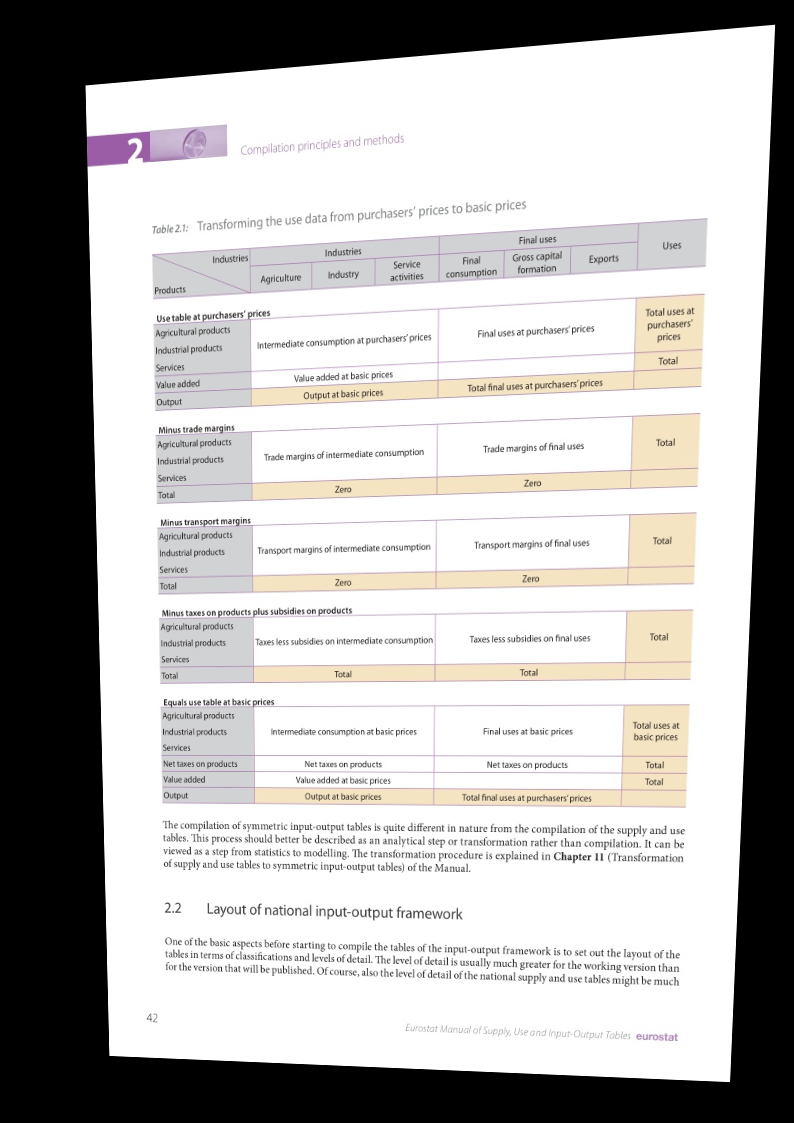 2
Compilation principles and methods
Table 2.1: Transforming the use data from purchasers' prices to basic prices
Industries
Products
Industries
Final uses
Uses
Agriculture
Industry
Service
activities
Final
consumption
Gross capital
formation
Exports
Use table at purchasers' prices
Agricultural products
Industrial products
Services
Intermediate consumption at purchasers' prices
Final uses at purchasers' prices
Total uses at
purchasers'
prices
Value added
Value added at basic prices
Total
Output
Output at basic prices
Total final uses at purchasers' prices
Minus trade margins
Agricultural products
Industrial products
Services
Trade margins of intermediate consumption
Trade margins of final uses
Total
Total
Zero
Zero
Minus transport margins
Agricultural products
Industrial products
Services
Transport margins of intermediate consumption
Transport margins of final uses
Total
Total
Zero
Zero
Minus taxes on products plus subsidies on products
Agricultural products
Industrial products
Services
Taxes less subsidies on intermediate consumption
Taxes less subsidies on final uses
Total
Total
Total
Total
Equals use table at basic prices
Agricultural products
Industrial products
Services
Intermediate consumption at basic prices
Final uses at basic prices
Total uses at
basic prices
Net taxes on products
Net taxes on products
Net taxes on products
Total
Value added
Value added at basic prices
Total
Output
Output at basic prices
Total final uses at purchasers' prices
The compilation of symmetric input-output tables is quite different in nature from the compilation of the supply and use
tables. This process should better be described as an analytical step or transformation rather than compilation. It can be
viewed as a step from statistics to modelling. The transformation procedure is explained in Chapter 11 (Transformation
of supply and use tables to symmetric input-output tables) of the Manual.
2.2 Layout of national input-output framework
One of the basic aspects before starting to compile the tables of the input-output framework is to set out the layout of the
tables in terms of classifications and levels of detail. The level of detail is usually much greater for the working version than
for the version that will be published. Of course, also the level of detail of the national supply and use tables might be much
42
Eurostat Manual of Supply, Use and Input-Output Tables eurostat